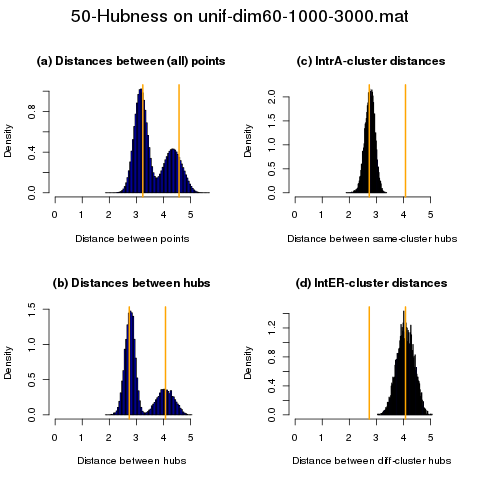 50-Hubness on unif-dim60-1000-3000.mat
(a) Distances between (all) points
Density
0.0 0.4 0.8
0 1 2 3 4 5
Distance between points
(c) IntrA-cluster distances
Density
0.0 0.5 1.0 1.5 2.0
0 1 2 3 4 5
Distance between same-cluster hubs
(b) Distances between hubs
Density
0.0 0.5 1.0 1.5
0 1 2 3 4 5
Distance between hubs
(d) IntER-cluster distances
Density
0.0 0.4 0.8 1.2
0 1 2 3 4 5
Distance between diff-cluster hubs